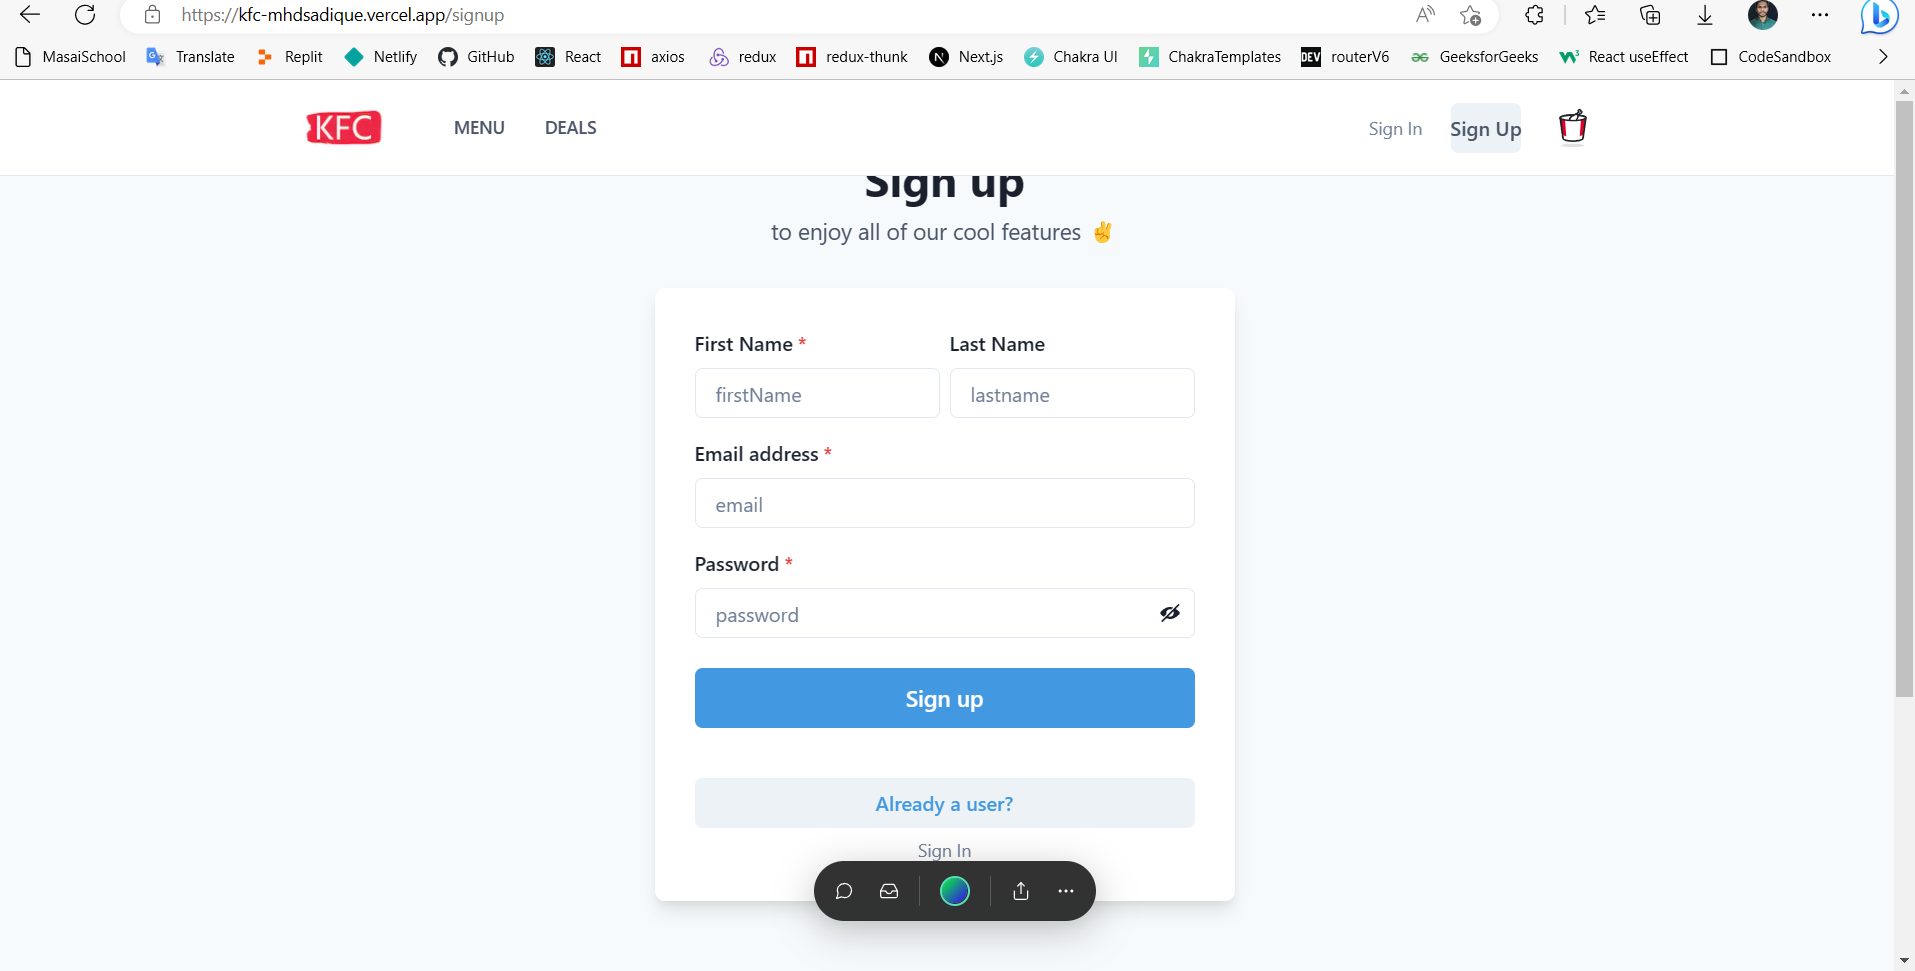 https://kfc-mhdsadique.vercel.app/signup
MasaiSchool Translate Replit Netlify GitHub React axios redux redux-thunk Next.js Chakra UI ChakraTemplates DEV routerV6 GeeksforGeeks React useEffect CodeSandbox
KFC MENU DEALS Sign In Sign Up
Sign up
to enjoy all of our cool features ✌️
First Name * Last Name
firstName lastname
Email address *
email
Password *
password
Sign up
Already a user?
Sign In